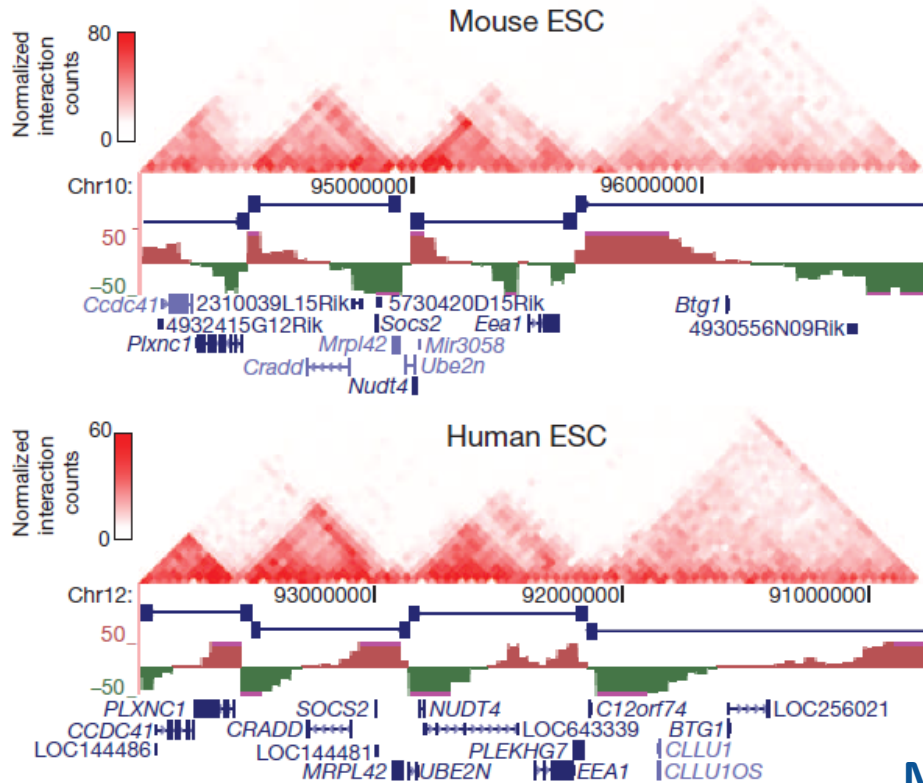 Mouse ESC
80
Normalized
interaction
counts
0
Chr10: 95000000 96000000
50
−50
Ccdc41 2310039L15Rik 5730420D15Rik Btg1
4932415G12Rik Socs2 Eea1 4930556N09Rik
Plxnc1 Mrpl42 Mir3058
Cradd Ube2n
Nudt4
Human ESC
60
Normalized
interaction
counts
0
Chr12: 93000000 92000000 91000000
50
−50
PLXNC1 SOCS2 NUDT4 C12orf74 LOC256021
CCDC41 CRADD LOC643339 BTG1
LOC144486 LOC144481 PLEKHG7 CLLU1
MRPL42 UBE2N EEA1 CLLU1OS